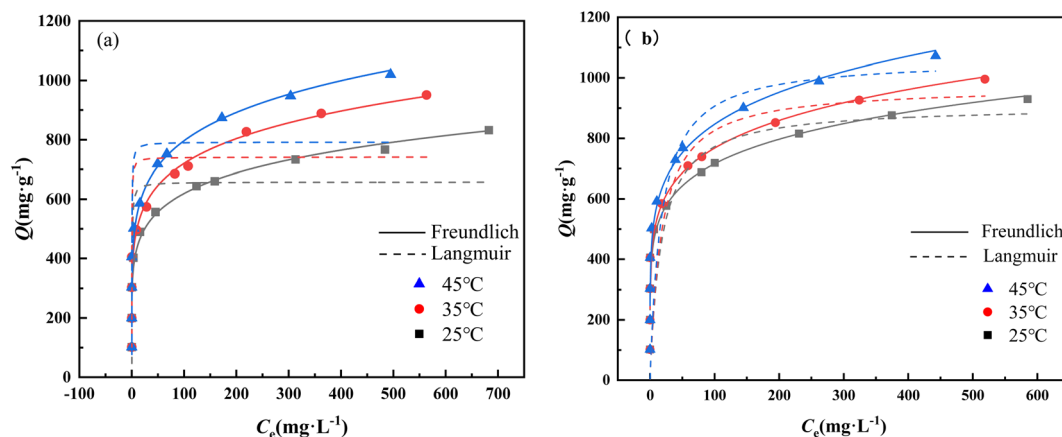 (a)
1200
1000
800
600
400
200
0
Q(mg·g⁻¹)
Freundlich
Langmuir
45℃
35℃
25℃
-100 0 100 200 300 400 500 600 700
Cₑ(mg·L⁻¹)
( b)
1200
1000
800
600
400
200
0
Q(mg·g⁻¹)
Freundlich
Langmuir
45℃
35℃
25℃
0 100 200 300 400 500 600
Cₑ(mg·L⁻¹)